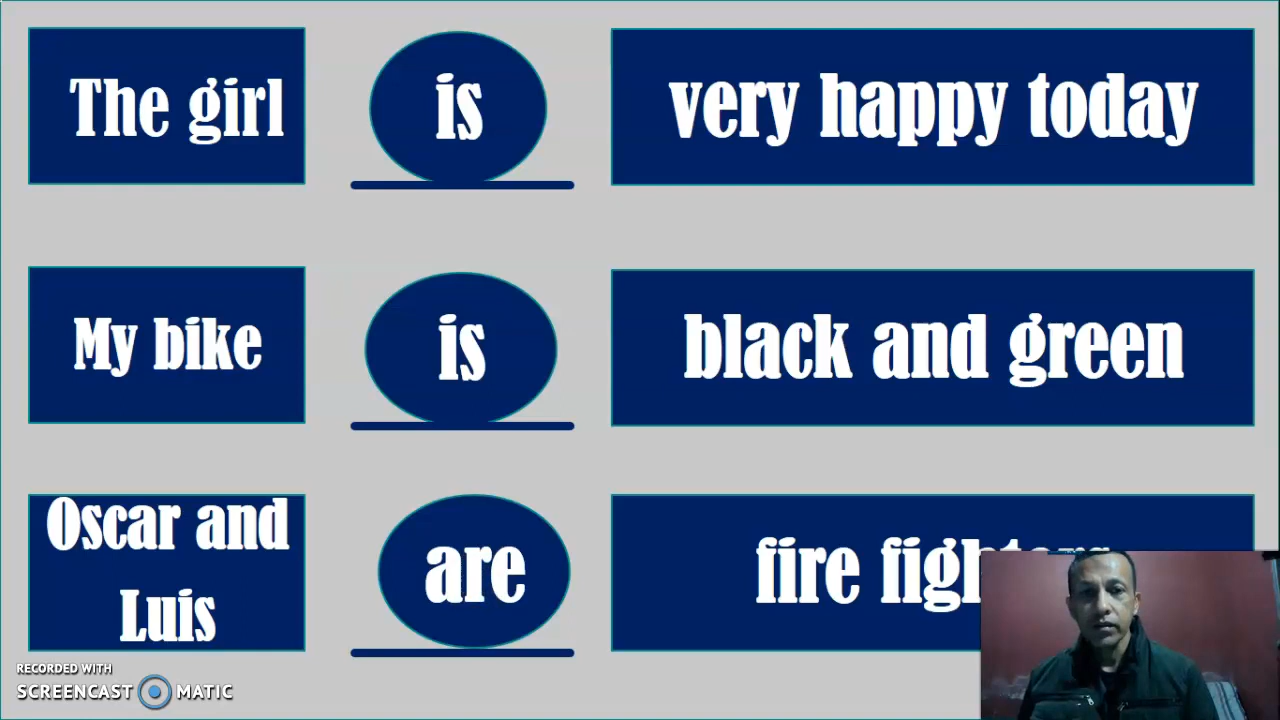 The girl is very happy today
My bike is black and green
Oscar and
Luis
are
fire
RECORDED WITH
SCREENCAST MATIC